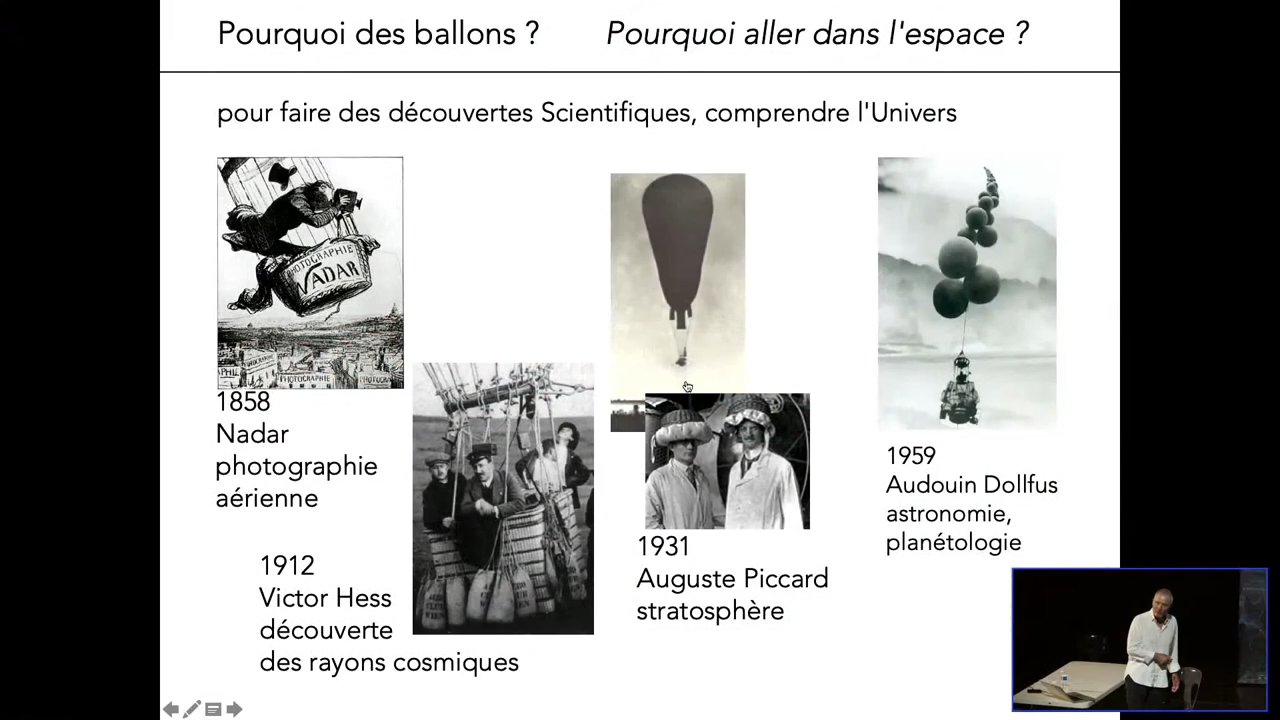 Pourquoi des ballons ?
Pourquoi aller dans l'espace ?
pour faire des découvertes Scientifiques, comprendre l'Univers
PHOTOGRAPHIE
NADAR
PHOTOGRAPHIE
1858
Nadar
photographie
aérienne
1912
Victor Hess
découverte
des rayons cosmiques
1931
Auguste Piccard
stratosphère
1959
Audouin Dollfus
astronomie,
planétologie